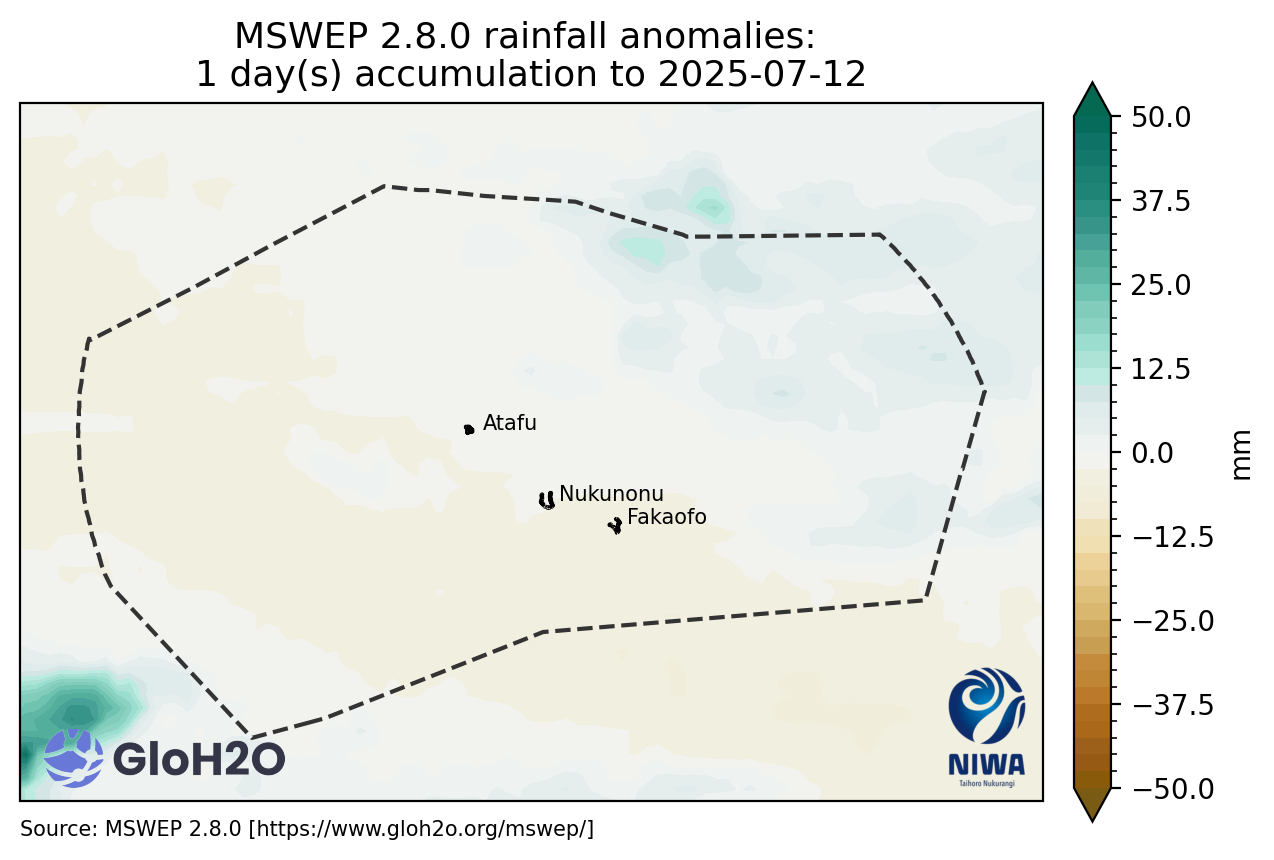 MSWEP 2.8.0 rainfall anomalies:
1 day(s) accumulation to 2025-07-12
50.0
37.5
25.0
12.5
0.0
−12.5
−25.0
−37.5
−50.0
mm
Atafu
Nukunonu
Fakaofo
GloH2O
NIWA
Taihoro Nukurangi
Source: MSWEP 2.8.0 [https://www.gloh2o.org/mswep/]